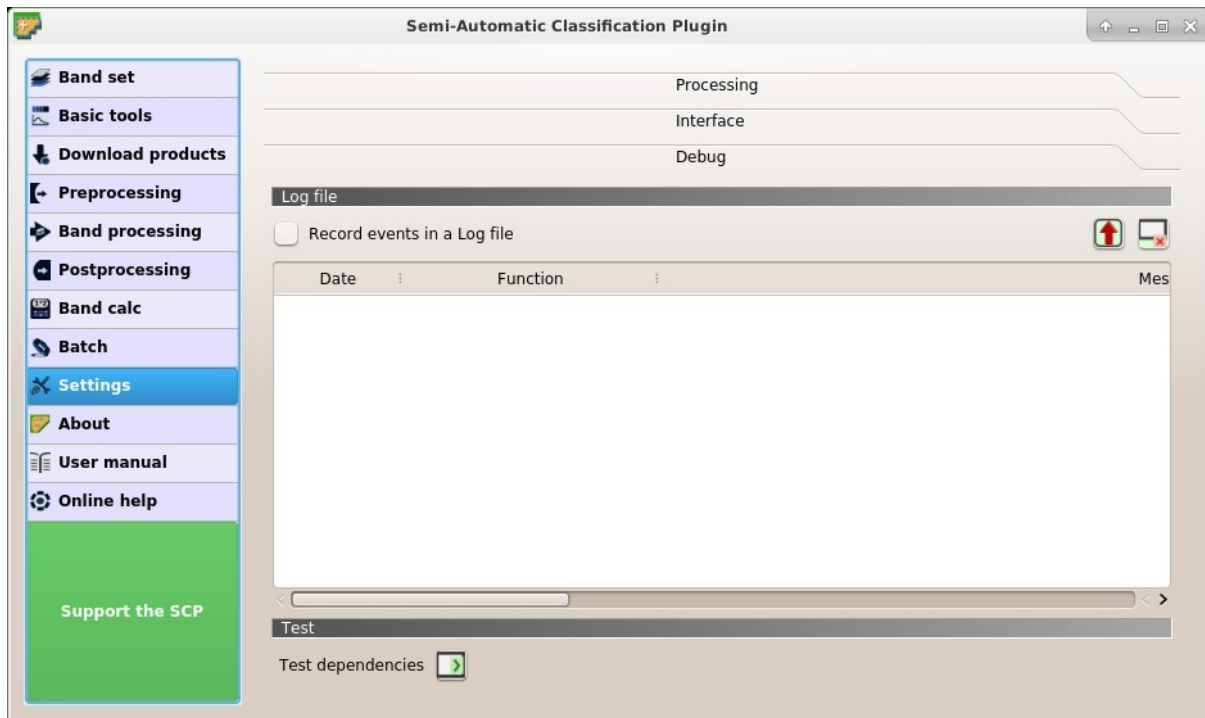 Semi-Automatic Classification Plugin
Band set
Basic tools
Download products
Preprocessing
Band processing
Postprocessing
Band calc
Batch
Settings
About
User manual
Online help
Support the SCP
Processing
Interface
Debug
Log file
Record events in a Log file
Date Function Mes
Test
Test dependencies